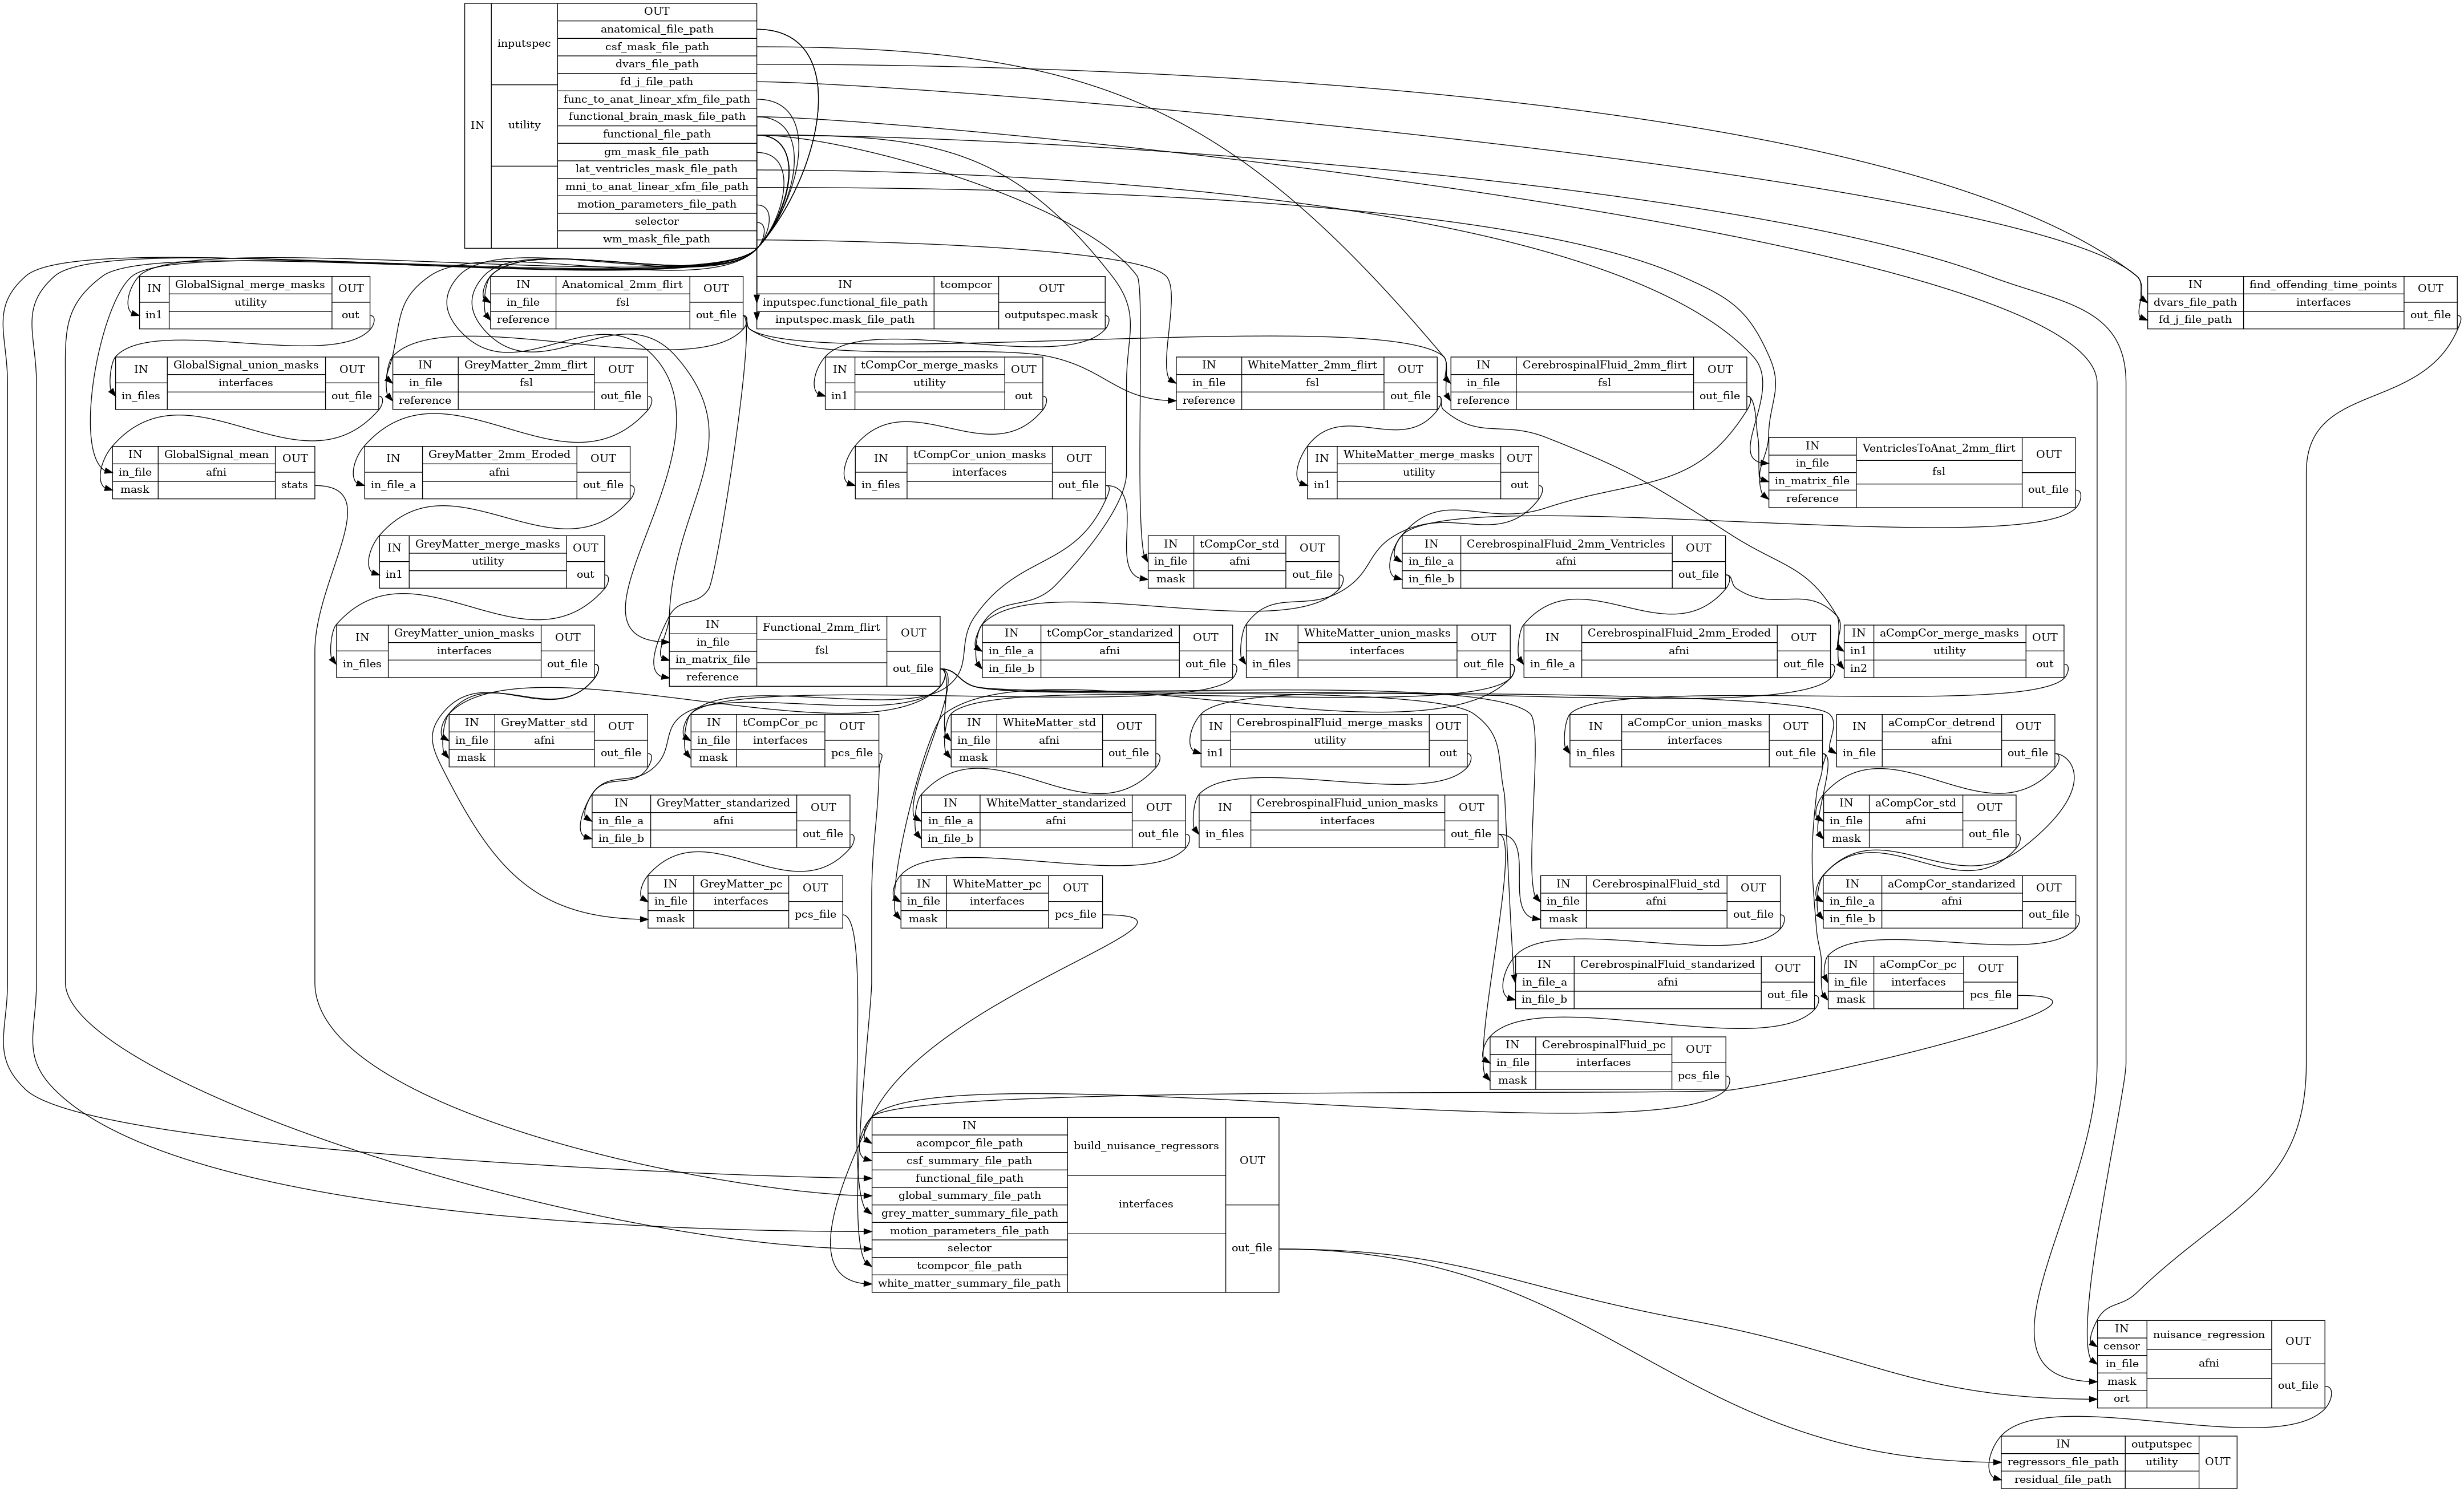 IN
inputspec
utility
OUT
anatomical_file_path
csf_mask_file_path
dvars_file_path
fd_j_file_path
func_to_anat_linear_xfm_file_path
functional_brain_mask_file_path
functional_file_path
gm_mask_file_path
lat_ventricles_mask_file_path
mni_to_anat_linear_xfm_file_path
motion_parameters_file_path
selector
wm_mask_file_path
IN
in1
GlobalSignal_merge_masks
utility
OUT
out
IN
in_file
reference
Anatomical_2mm_flirt
fsl
OUT
out_file
IN
inputspec.functional_file_path
inputspec.mask_file_path
tcompcor
OUT
outputspec.mask
IN
dvars_file_path
fd_j_file_path
find_offending_time_points
interfaces
OUT
out_file
IN
in_files
GlobalSignal_union_masks
interfaces
OUT
out_file
IN
in_file
reference
GreyMatter_2mm_flirt
fsl
OUT
out_file
IN
in1
tCompCor_merge_masks
utility
OUT
out
IN
in_file
reference
WhiteMatter_2mm_flirt
fsl
OUT
out_file
IN
in_file
reference
CerebrospinalFluid_2mm_flirt
fsl
OUT
out_file
IN
in_file
mask
GlobalSignal_mean
afni
OUT
stats
IN
in_file_a
GreyMatter_2mm_Eroded
afni
OUT
out_file
IN
in_files
tCompCor_union_masks
interfaces
OUT
out_file
IN
in1
WhiteMatter_merge_masks
utility
OUT
out
IN
in_file
in_matrix_file
reference
VentriclesToAnat_2mm_flirt
fsl
OUT
out_file
IN
in1
GreyMatter_merge_masks
utility
OUT
out
IN
in_file
mask
tCompCor_std
afni
OUT
out_file
IN
in_file_a
in_file_b
CerebrospinalFluid_2mm_Ventricles
afni
OUT
out_file
IN
in_files
GreyMatter_union_masks
interfaces
OUT
out_file
IN
in_file
in_matrix_file
reference
Functional_2mm_flirt
fsl
OUT
out_file
IN
in_file_a
in_file_b
tCompCor_standarized
afni
OUT
out_file
IN
in_files
WhiteMatter_union_masks
interfaces
OUT
out_file
IN
in_file_a
CerebrospinalFluid_2mm_Eroded
afni
OUT
out_file
IN
in1
in2
aCompCor_merge_masks
utility
OUT
out
IN
in_file
mask
GreyMatter_std
afni
OUT
out_file
IN
in_file
mask
tCompCor_pc
interfaces
OUT
pcs_file
IN
in_file
mask
WhiteMatter_std
afni
OUT
out_file
IN
in1
CerebrospinalFluid_merge_masks
utility
OUT
out
IN
in_files
aCompCor_union_masks
interfaces
OUT
out_file
IN
in_file
aCompCor_detrend
afni
OUT
out_file
IN
in_file_a
in_file_b
GreyMatter_standarized
afni
OUT
out_file
IN
in_file_a
in_file_b
WhiteMatter_standarized
afni
OUT
out_file
IN
in_files
CerebrospinalFluid_union_masks
interfaces
OUT
out_file
IN
in_file
mask
aCompCor_std
afni
OUT
out_file
IN
in_file
mask
GreyMatter_pc
interfaces
OUT
pcs_file
IN
in_file
mask
WhiteMatter_pc
interfaces
OUT
pcs_file
IN
in_file
mask
CerebrospinalFluid_std
afni
OUT
out_file
IN
in_file_a
in_file_b
aCompCor_standarized
afni
OUT
out_file
IN
in_file_a
in_file_b
CerebrospinalFluid_standarized
afni
OUT
out_file
IN
in_file
mask
aCompCor_pc
interfaces
OUT
pcs_file
IN
in_file
mask
CerebrospinalFluid_pc
interfaces
OUT
pcs_file
IN
acompcor_file_path
csf_summary_file_path
functional_file_path
global_summary_file_path
grey_matter_summary_file_path
motion_parameters_file_path
selector
tcompcor_file_path
white_matter_summary_file_path
build_nuisance_regressors
interfaces
OUT
out_file
IN
censor
in_file
mask
ort
nuisance_regression
afni
OUT
out_file
IN
regressors_file_path
residual_file_path
outputspec
utility
OUT